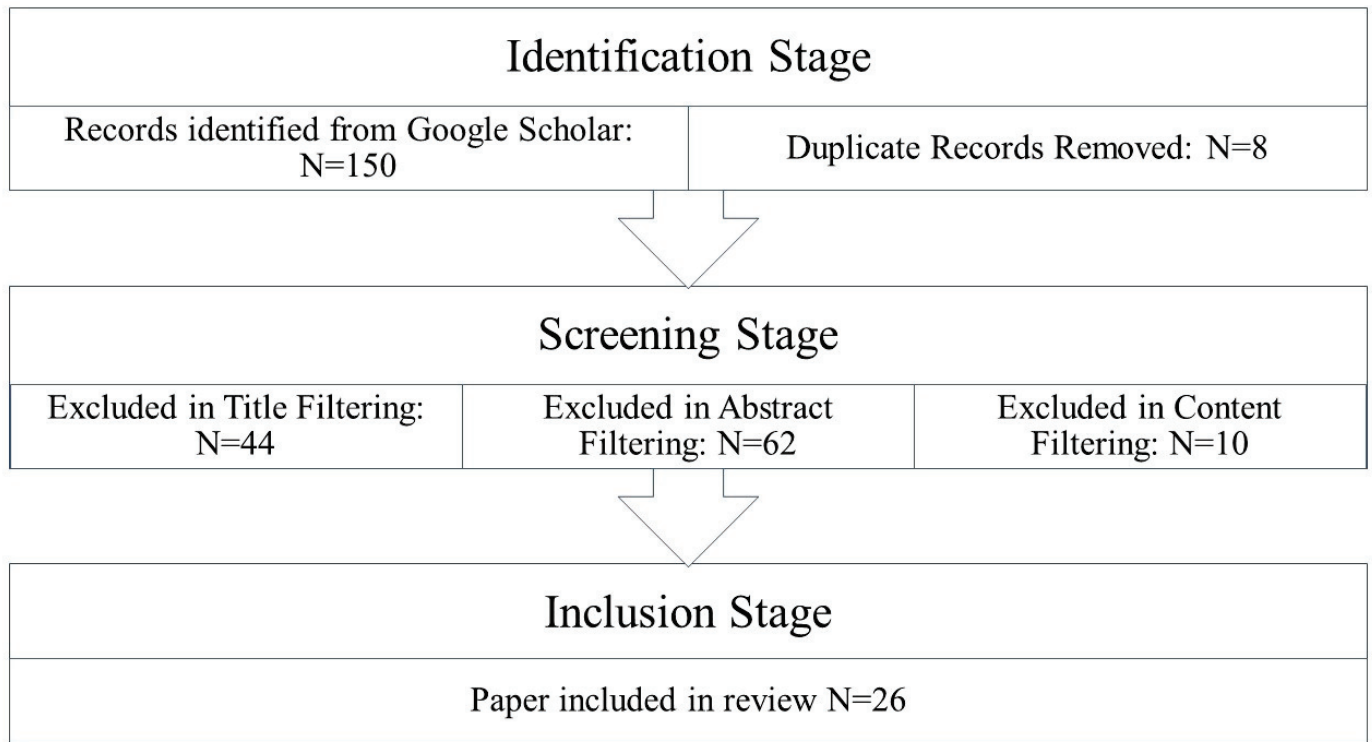 Identification Stage
Records identified from Google Scholar:
N=150
Duplicate Records Removed: N=8
Screening Stage
Excluded in Title Filtering:
N=44
Excluded in Abstract
Filtering: N=62
Excluded in Content
Filtering: N=10
Inclusion Stage
Paper included in review N=26